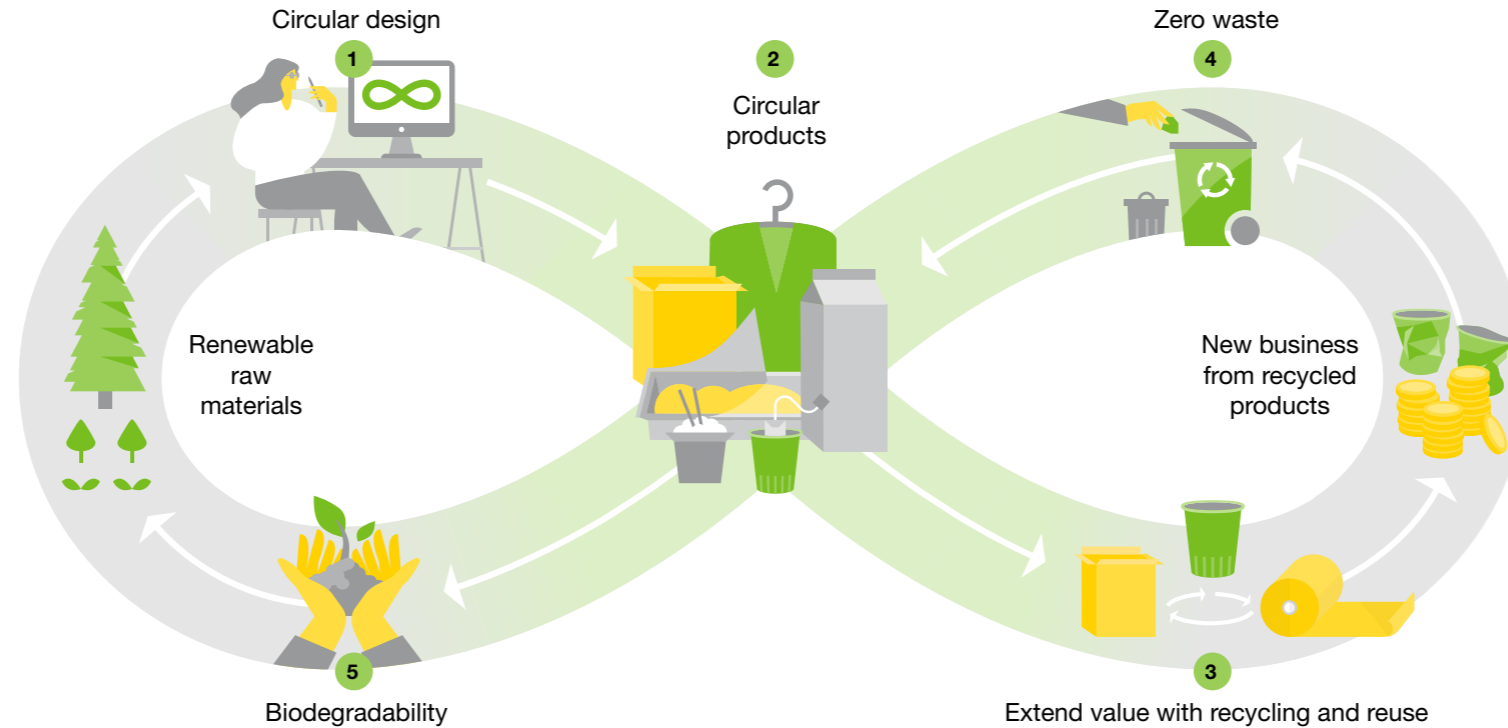 Circular design
1
2
Circular
products
Zero waste
4
Renewable
raw
materials
New business
from recycled
products
5
Biodegradability
3
Extend value with recycling and reuse